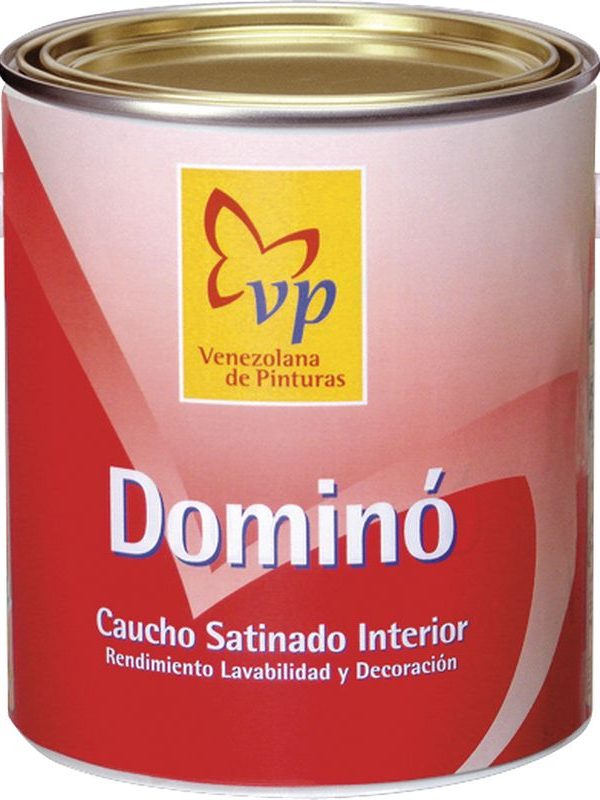 vp
Venezolana
de Pinturas
Dominó
Caucho Satinado Interior
Rendimiento Lavabilidad y Decoración